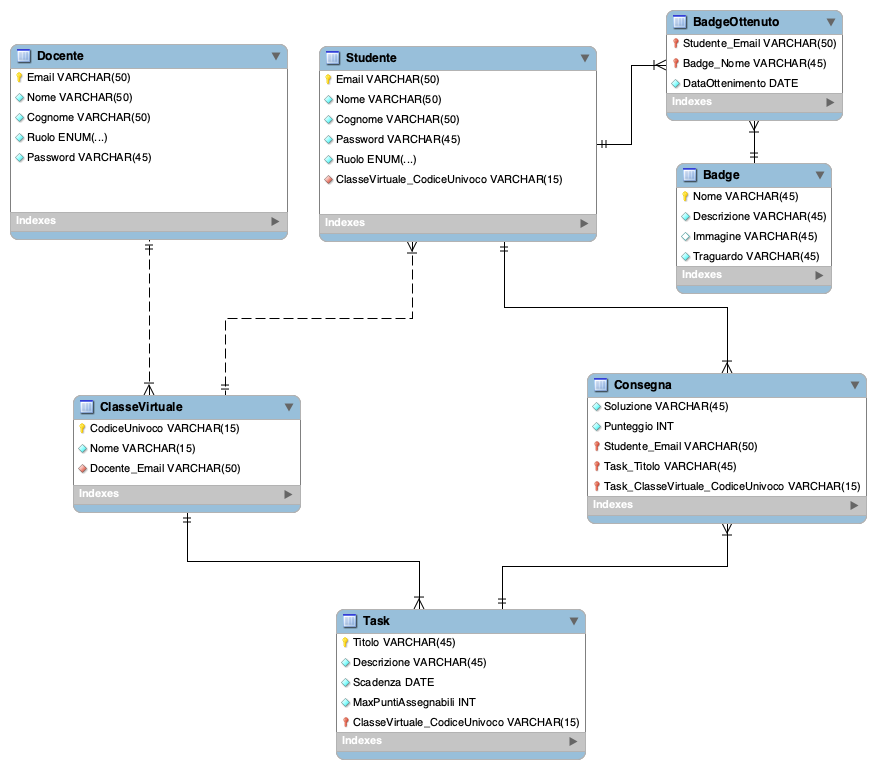 Docente
Email VARCHAR(50)
Nome VARCHAR(50)
Cognome VARCHAR(50)
Ruolo ENUM(...)
Password VARCHAR(45)
Indexes
Studente
Email VARCHAR(50)
Nome VARCHAR(50)
Cognome VARCHAR(50)
Password VARCHAR(45)
Ruolo ENUM(...)
ClasseVirtuale_CodiceUnivoco VARCHAR(15)
Indexes
BadgeOttenuto
Studente_Email VARCHAR(50)
Badge_Nome VARCHAR(45)
DataOttenimento DATE
Indexes
Badge
Nome VARCHAR(45)
Descrizione VARCHAR(45)
Immagine VARCHAR(45)
Traguardo VARCHAR(45)
Indexes
ClasseVirtuale
CodiceUnivoco VARCHAR(15)
Nome VARCHAR(15)
Docente_Email VARCHAR(50)
Indexes
Consegna
Soluzione VARCHAR(45)
Punteggio INT
Studente_Email VARCHAR(50)
Task_Titolo VARCHAR(45)
Task_ClasseVirtuale_CodiceUnivoco VARCHAR(15)
Indexes
Task
Titolo VARCHAR(45)
Descrizione VARCHAR(45)
Scadenza DATE
MaxPuntiAssegnabili INT
ClasseVirtuale_CodiceUnivoco VARCHAR(15)
Indexes